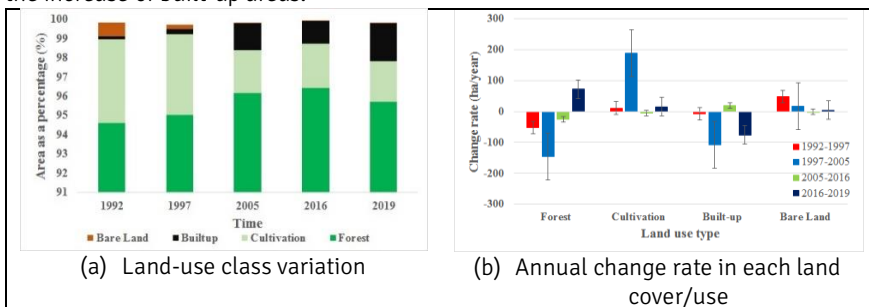 the increase of built-up areas.
100
99
98
97
96
95
94
93
92
91
Area as a percentage (%)
1992 1997 2005 2016 2019
Time
Bare Land Builtup Cultivation Forest
(a) Land-use class variation
300
200
100
0
-100
-200
-300
Change rate (ha/year)
1992-1997
1997-2005
2005-2016
2016-2019
Forest Cultivation Built-up Bare Land
Land use type
(b) Annual change rate in each land
cover/use